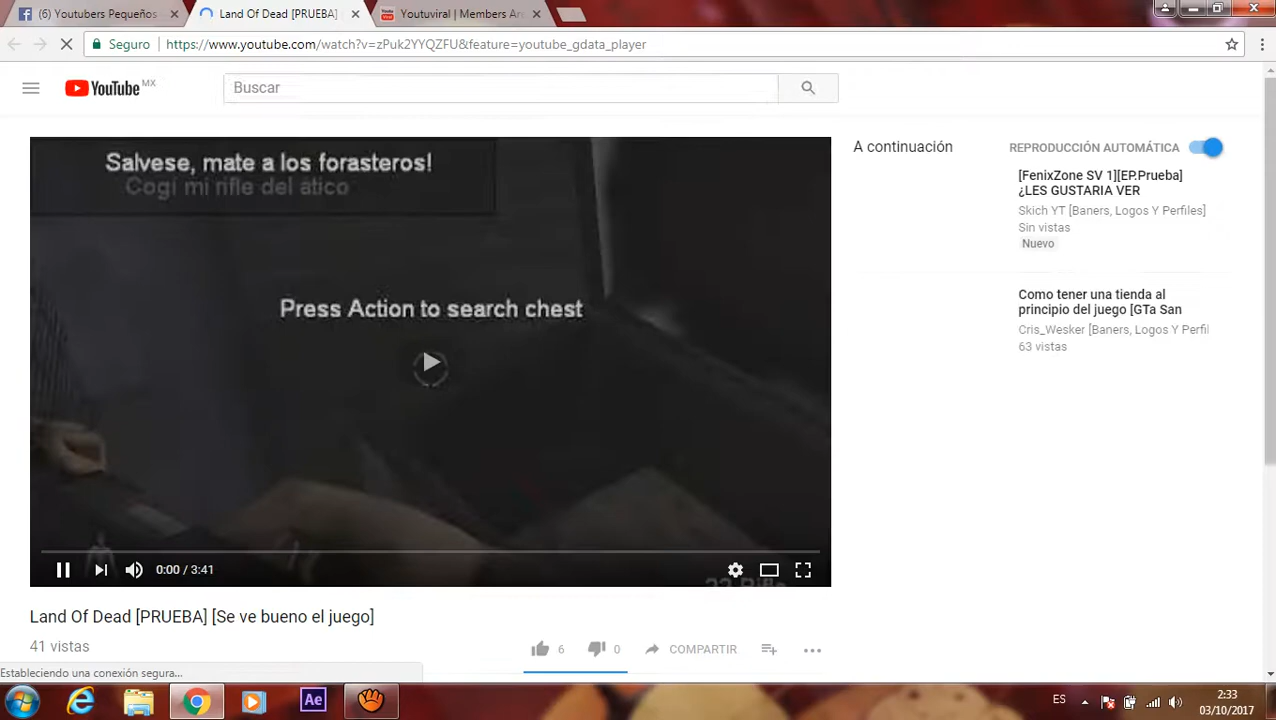 (6) Youtubers Pequeños
Land Of Dead [PRUEBA]
Youtuviral | Members Ar
Seguro
https://www.youtube.com/watch?v=zPuk2YYQZFU&feature=youtube_gdata_player
YouTube MX
Buscar
Salvese, mate a los forasteros!
Cogi mi rifle del atico
Press Action to search chest
0:00 / 3:41
A continuación
REPRODUCCIÓN AUTOMÁTICA
[FenixZone SV 1][EP.Prueba]
¿LES GUSTARIA VER
Skich YT [Baners, Logos Y Perfiles]
Sin vistas
Nuevo
Como tener una tienda al
principio del juego [GTa San
Cris_Wesker [Baners, Logos Y Perfil
63 vistas
Land Of Dead [PRUEBA] [Se ve bueno el juego]
41 vistas
6
0
COMPARTIR
Estableciendo una conexión segura...
Ae
ES
2:33
03/10/2017